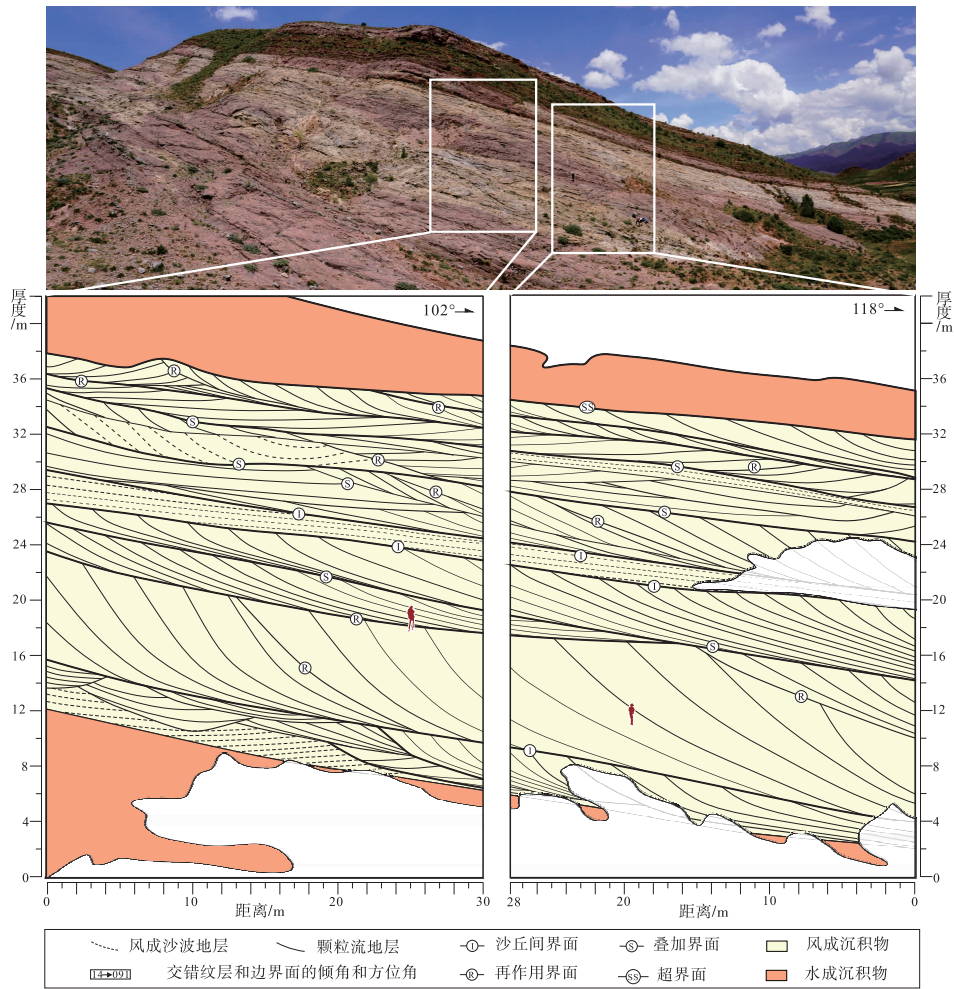 厚度/m 102° 118° 厚度/m
R R R SS
36 36
S R S R
32 32
S S R S
28 28
I R I
24 24
I S I
20 20
R S
16 16
R R
12 12
I
8 8
4 4
0 0
0 10 20 30 28 20 10 0
距离/m 距离/m
风成沙波地层 颗粒流地层 I 沙丘间界面 S 叠加界面 风成沉积物
14→091 交错纹层和边界面的倾角和方位角 R 再作用界面 SS 超界面 水成沉积物